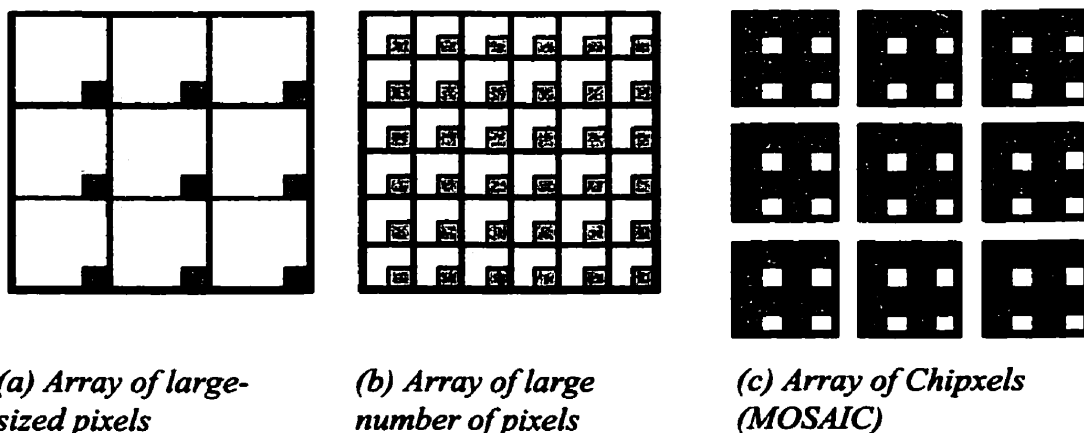 (a) Array of large-
sized pixels
(b) Array of large
number of pixels
(c) Array of Chipxels
(MOSAIC)